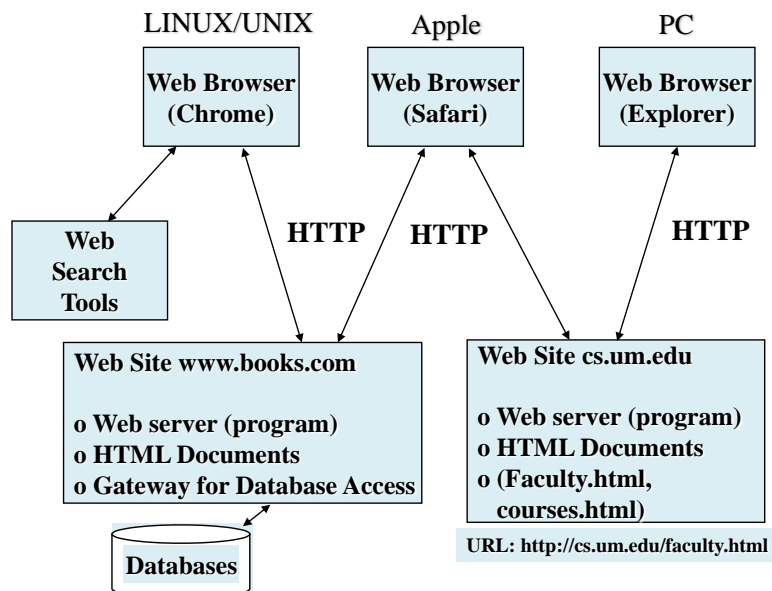 LINUX/UNIX
Apple
PC
Web Browser
(Chrome)
Web Browser
(Safari)
Web Browser
(Explorer)
HTTP
HTTP
HTTP
Web
Search
Tools
Web Site www.books.com
o Web server (program)
o HTML Documents
o Gateway for Database Access
Databases
Web Site cs.um.edu
o Web server (program)
o HTML Documents
o (Faculty.html,
courses.html)
URL: http://cs.um.edu/faculty.html